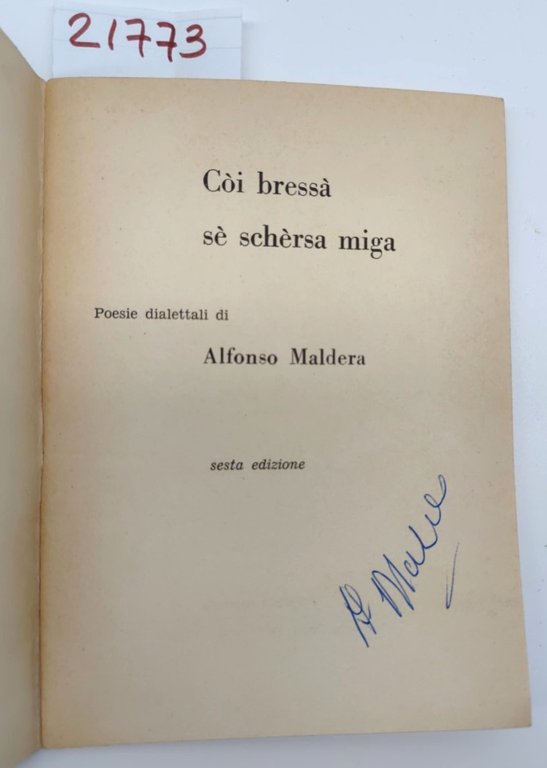 21773
Còi bressà
sè schèrsa miga
Poesie dialettali di
Alfonso Maldera
sesta edizione